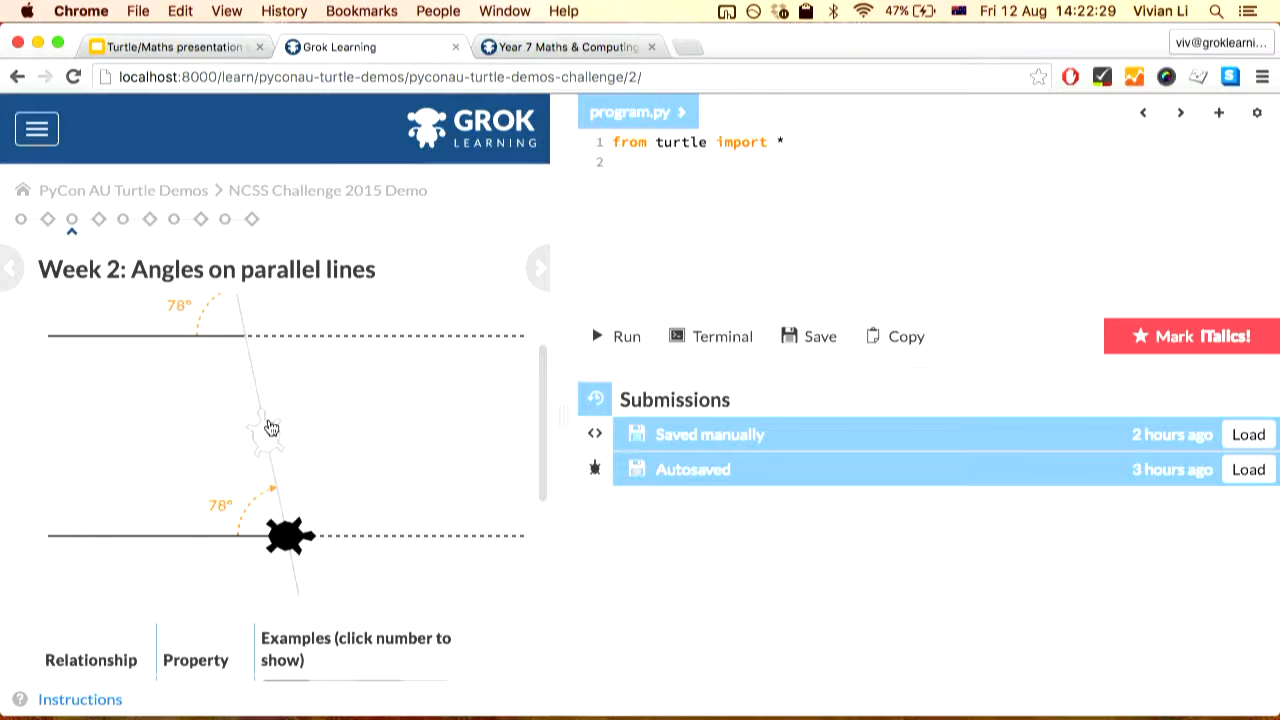 Chrome File Edit View History Bookmarks People Window Help 47% Fri 12 Aug 14:22:29 Vivian Li
Turtle/Maths presentation × Grok Learning × Year 7 Maths & Computing × viv@groklearni...
localhost:8000/learn/pyconau-turtle-demos/pyconau-turtle-demos-challenge/2/
GROK
LEARNING
PyCon AU Turtle Demos > NCSS Challenge 2015 Demo
Week 2: Angles on parallel lines
78°
78°
Relationship
Property
Examples (click number to
show)
Instructions
program.py
1 from turtle import *
2
Run Terminal Save Copy Mark ITalics!
Submissions
Saved manually 2 hours ago Load
Autosaved 3 hours ago Load